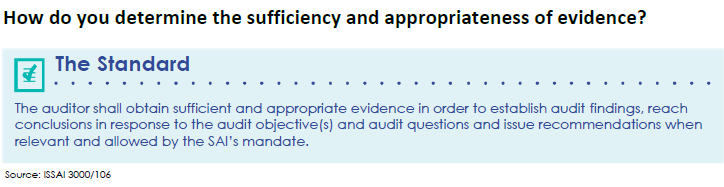 How do you determine the sufficiency and appropriateness of evidence?
The Standard
The auditor shall obtain sufficient and appropriate evidence in order to establish audit findings, reach
conclusions in response to the audit objective(s) and audit questions and issue recommendations when
relevant and allowed by the SAI's mandate.
Source: ISSAI 3000/106